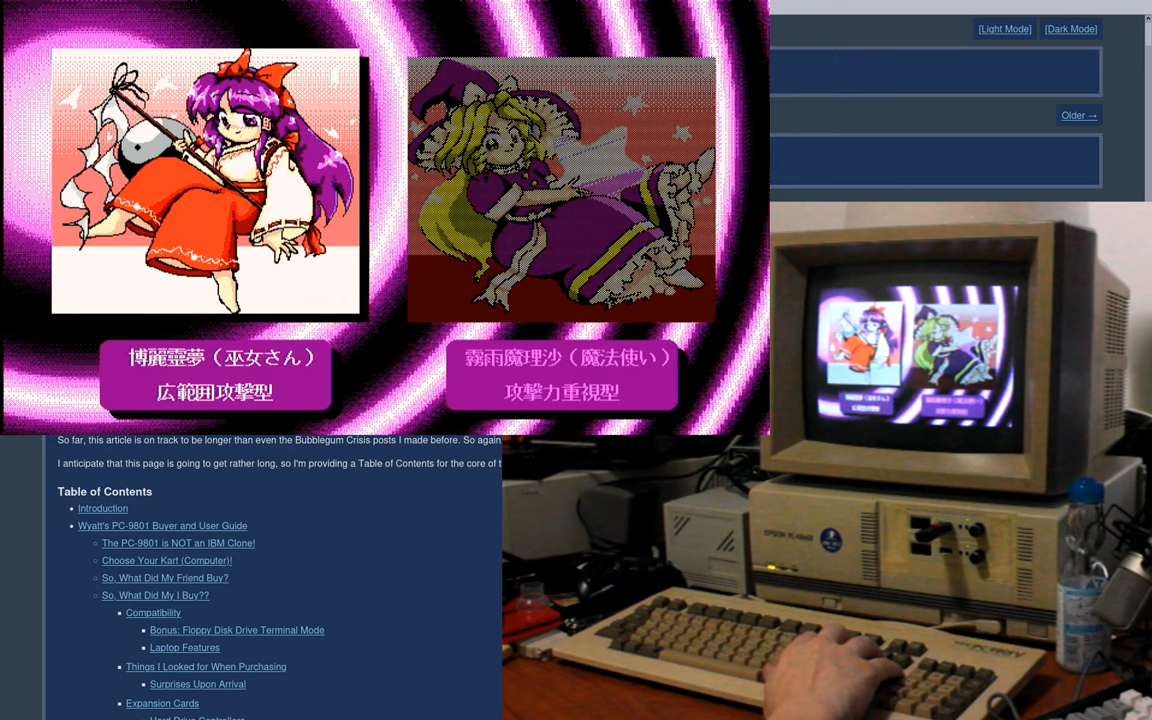 [Light Mode] [Dark Mode]
Older →
博麗靈夢（巫女さん）
広範囲攻撃型
霧雨魔理沙（魔法使い）
攻撃力重視型
So far, this article is on track to be longer than even the Bubblegum Crisis posts I made before. So again
I anticipate that this page is going to get rather long, so I'm providing a Table of Contents for the core of t
Table of Contents
Introduction
Wyatt's PC-9801 Buyer and User Guide
The PC-9801 is NOT an IBM Clone!
Choose Your Kart (Computer)!
So, What Did My Friend Buy?
So, What Did My I Buy??
Compatibility
Bonus: Floppy Disk Drive Terminal Mode
Laptop Features
Things I Looked for When Purchasing
Surprises Upon Arrival
Expansion Cards
Hard Drive Controllers
EPSON